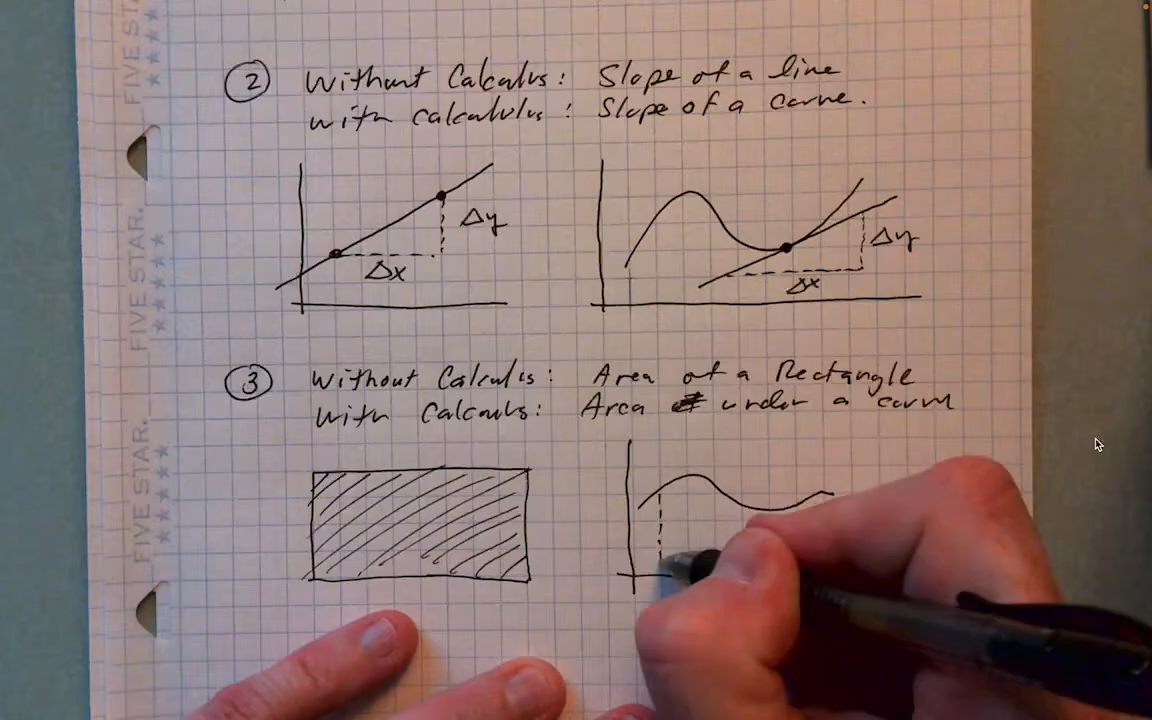 ② Without Calculus: Slope of a line
With calculus: Slope of a curve.
Δy
Δx
Δy
Δx
③ Without Calculus: Area of a Rectangle
With Calculus: Area under a curve
FIVE STAR.
FIVE STAR.
FIVE STAR.